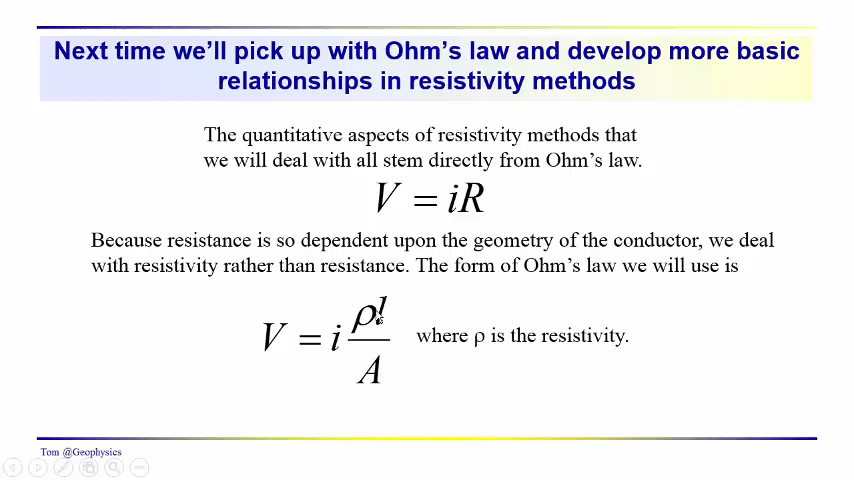 Next time we'll pick up with Ohm's law and develop more basic
relationships in resistivity methods
The quantitative aspects of resistivity methods that
we will deal with all stem directly from Ohm's law.
V = iR
Because resistance is so dependent upon the geometry of the conductor, we deal
with resistivity rather than resistance. The form of Ohm's law we will use is
V = i ρl / A where ρ is the resistivity.
Tom @Geophysics